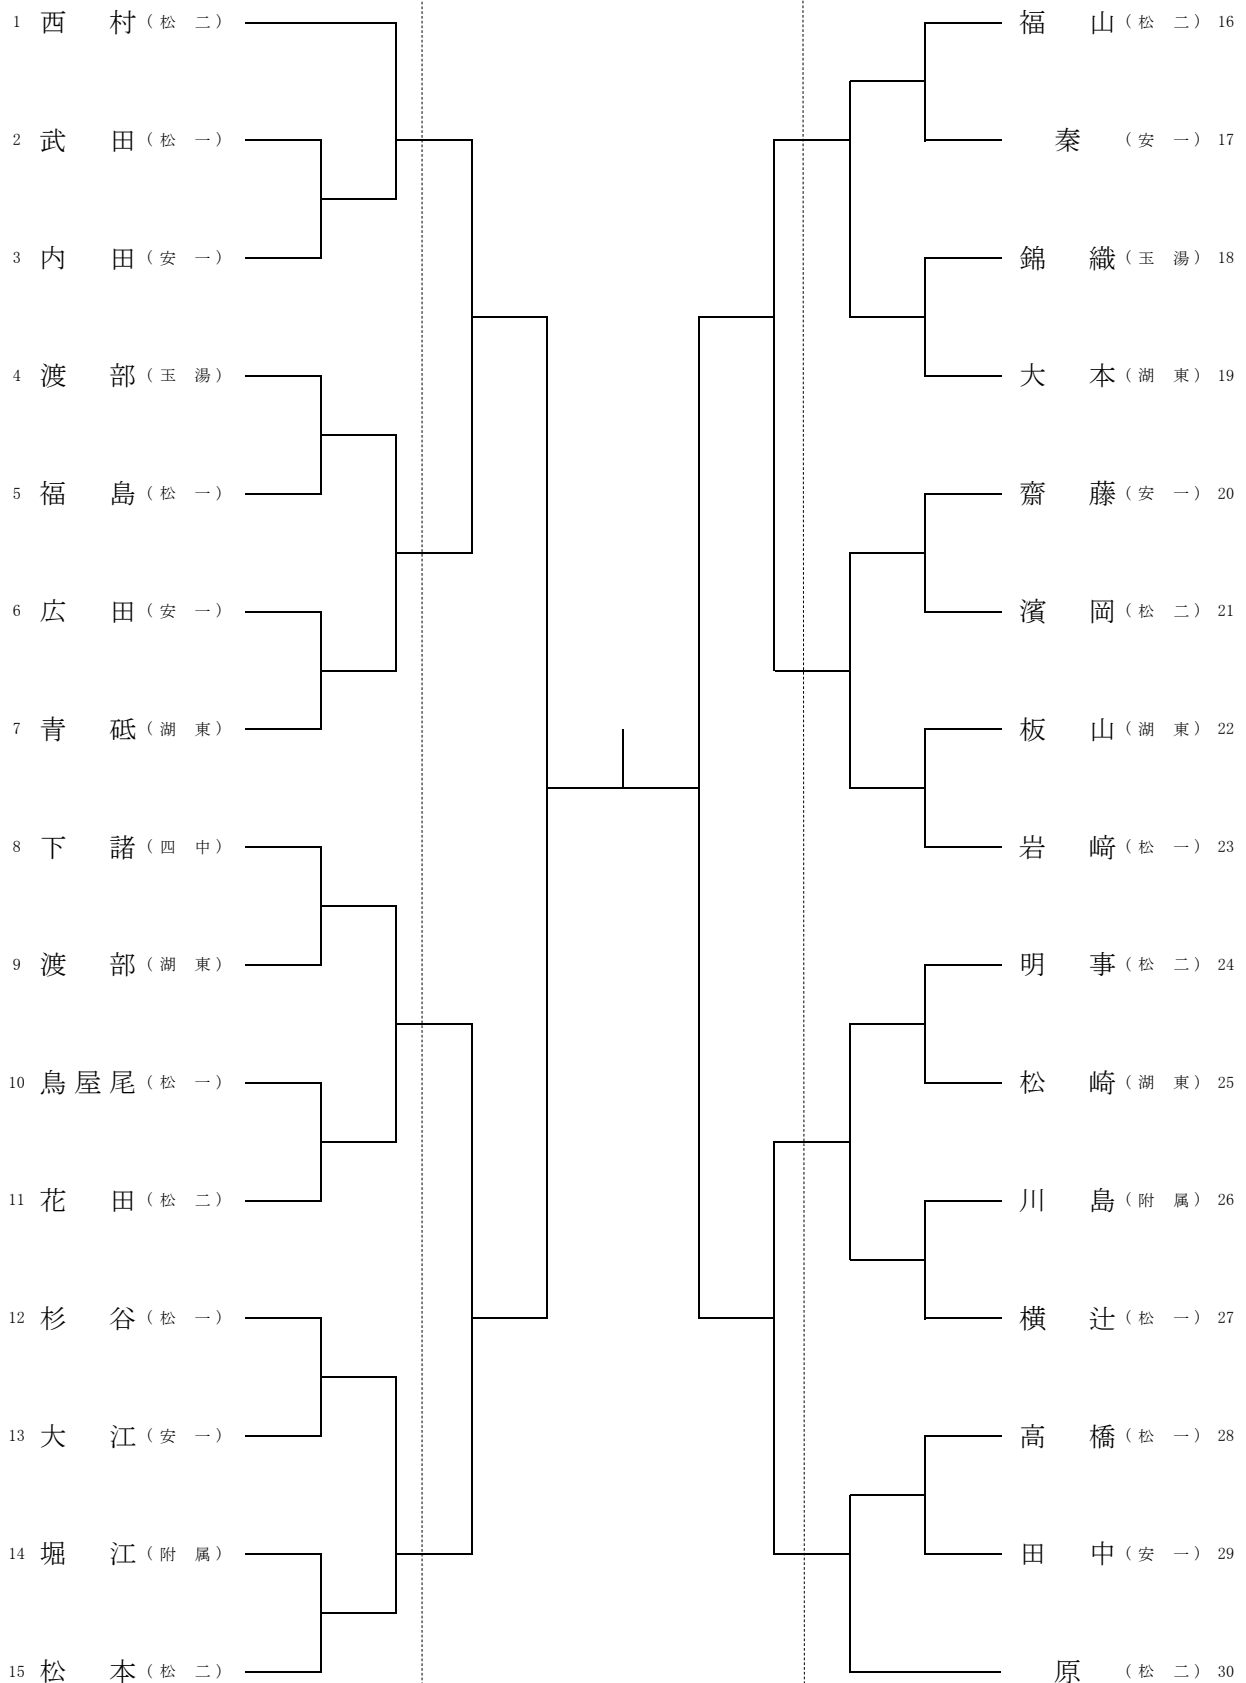 1 西村（松二）
2 武田（松一）
3 内田（安一）
4 渡部（玉湯）
5 福島（松一）
6 広田（安一）
7 青砥（湖東）
8 下諸（四中）
9 渡部（湖東）
10 鳥屋尾（松一）
11 花田（松二）
12 杉谷（松一）
13 大江（安一）
14 堀江（附属）
15 松本（松二）
福山（松二）16
秦（安一）17
錦織（玉湯）18
大本（湖東）19
齋藤（安一）20
濱岡（松二）21
板山（湖東）22
岩﨑（松一）23
明事（松二）24
松崎（湖東）25
川島（附属）26
横辻（松一）27
高橋（松一）28
田中（安一）29
原（松二）30